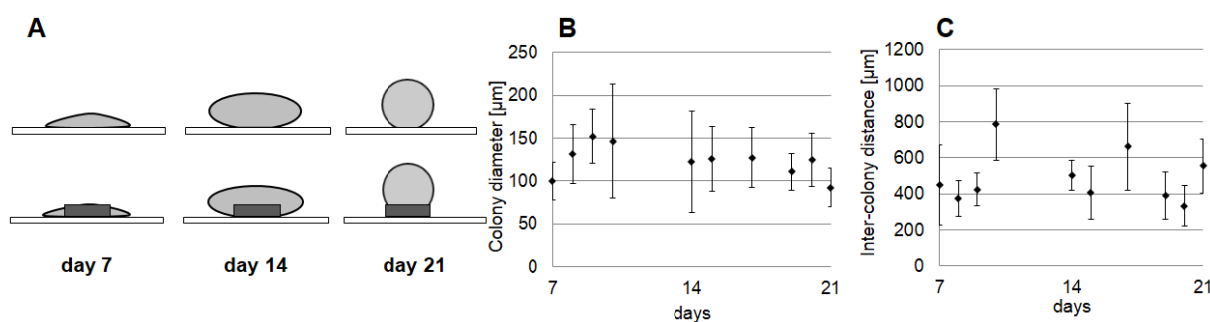 A
day 7
day 14
day 21
B
Colony diameter [µm]
250
200
150
100
50
0
7
14
21
days
C
Inter-colony distance [µm]
1200
1000
800
600
400
200
0
7
14
21
days